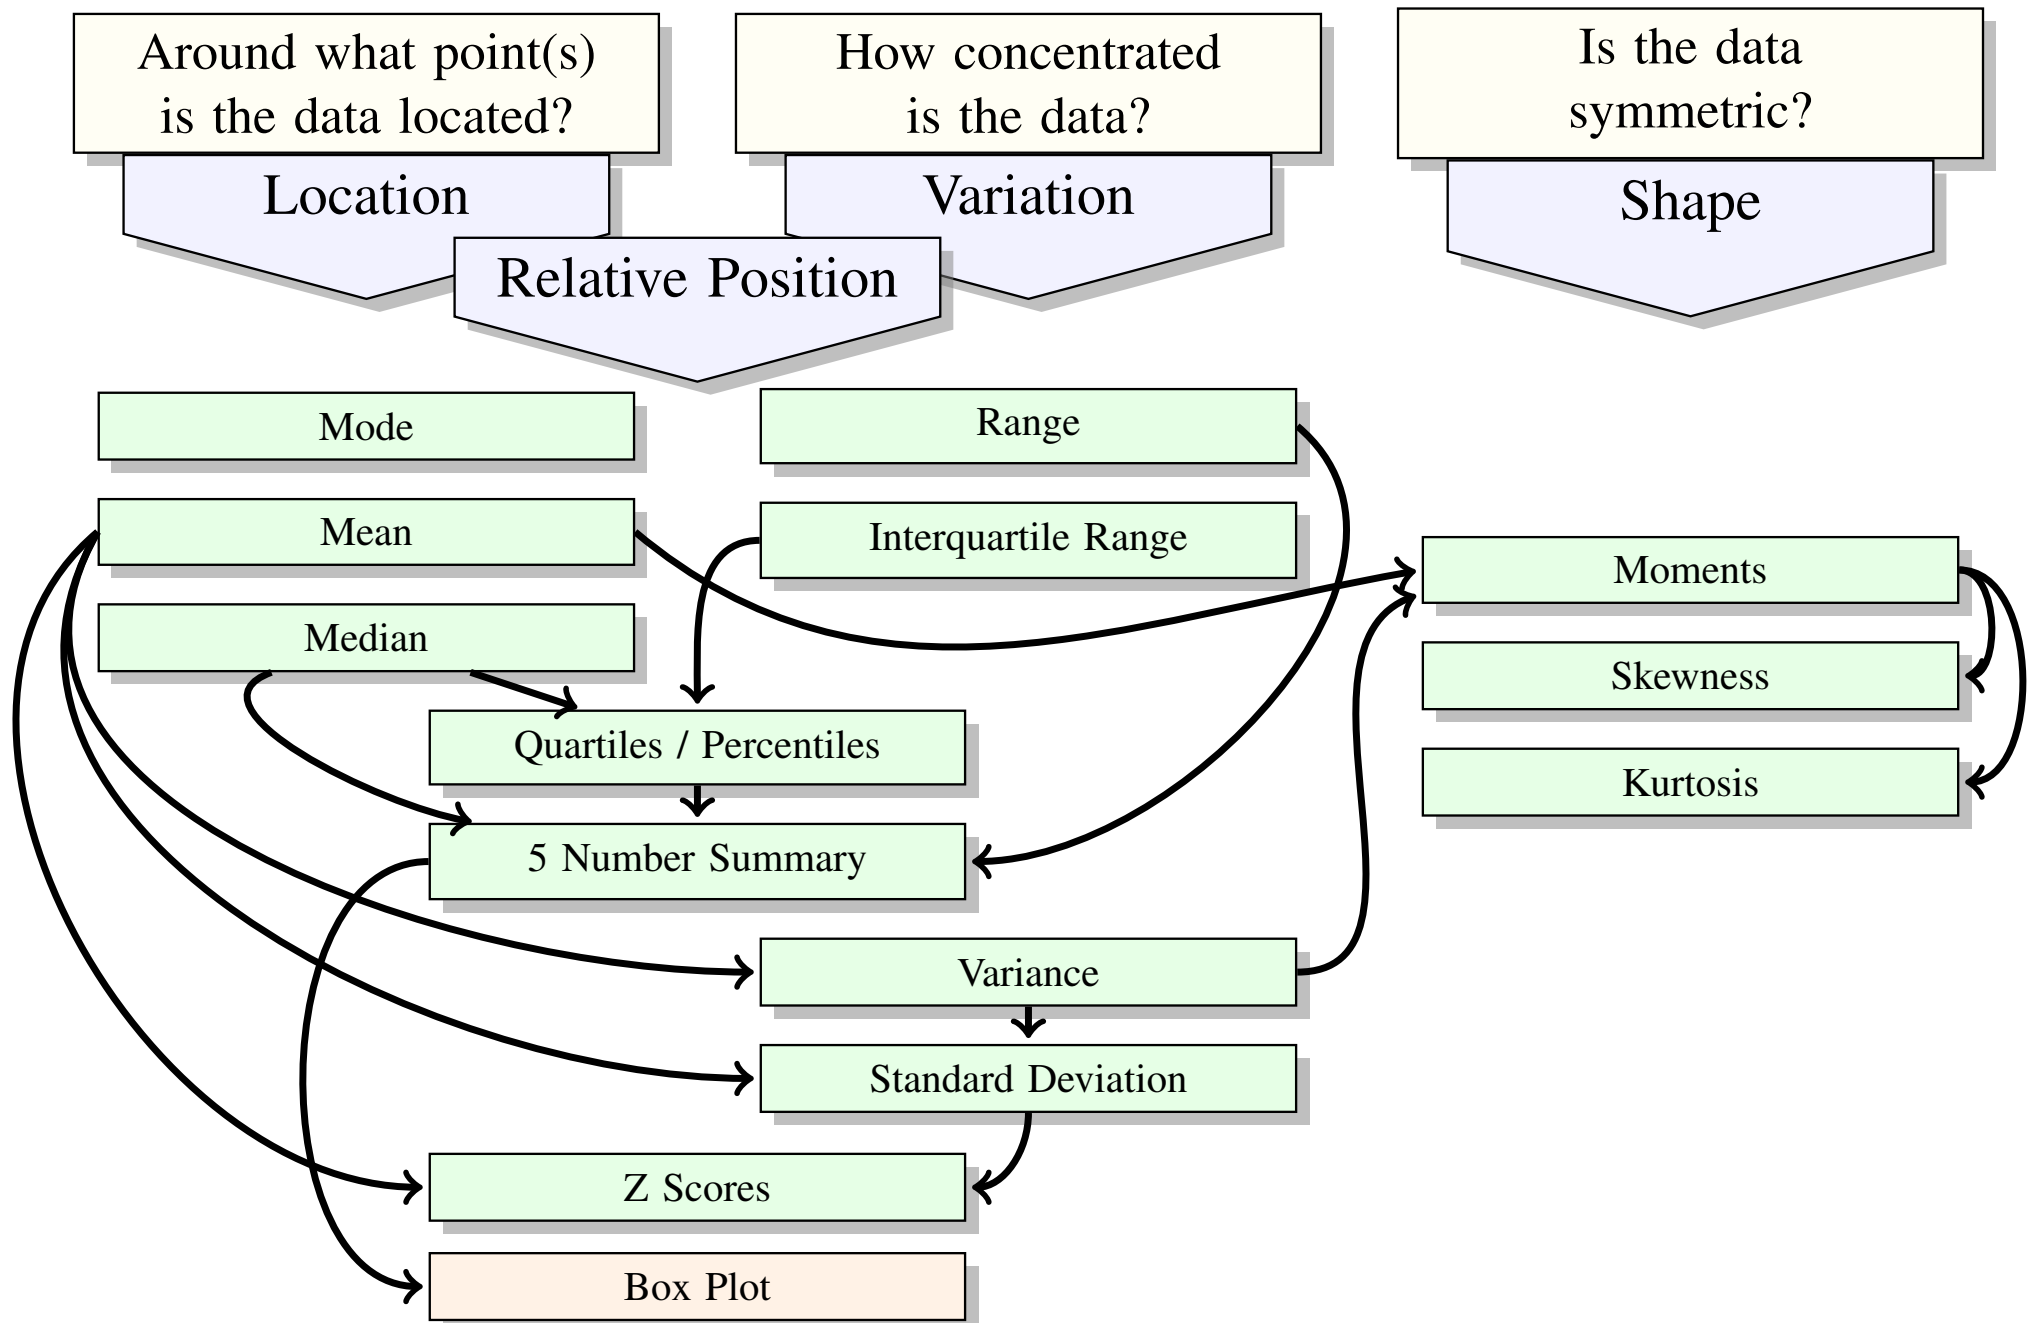 Around what point(s)
is the data located?
How concentrated
is the data?
Is the data
symmetric?
Location
Variation
Shape
Relative Position
Mode
Range
Mean
Interquartile Range
Moments
Median
Skewness
Quartiles / Percentiles
Kurtosis
5 Number Summary
Variance
Standard Deviation
Z Scores
Box Plot